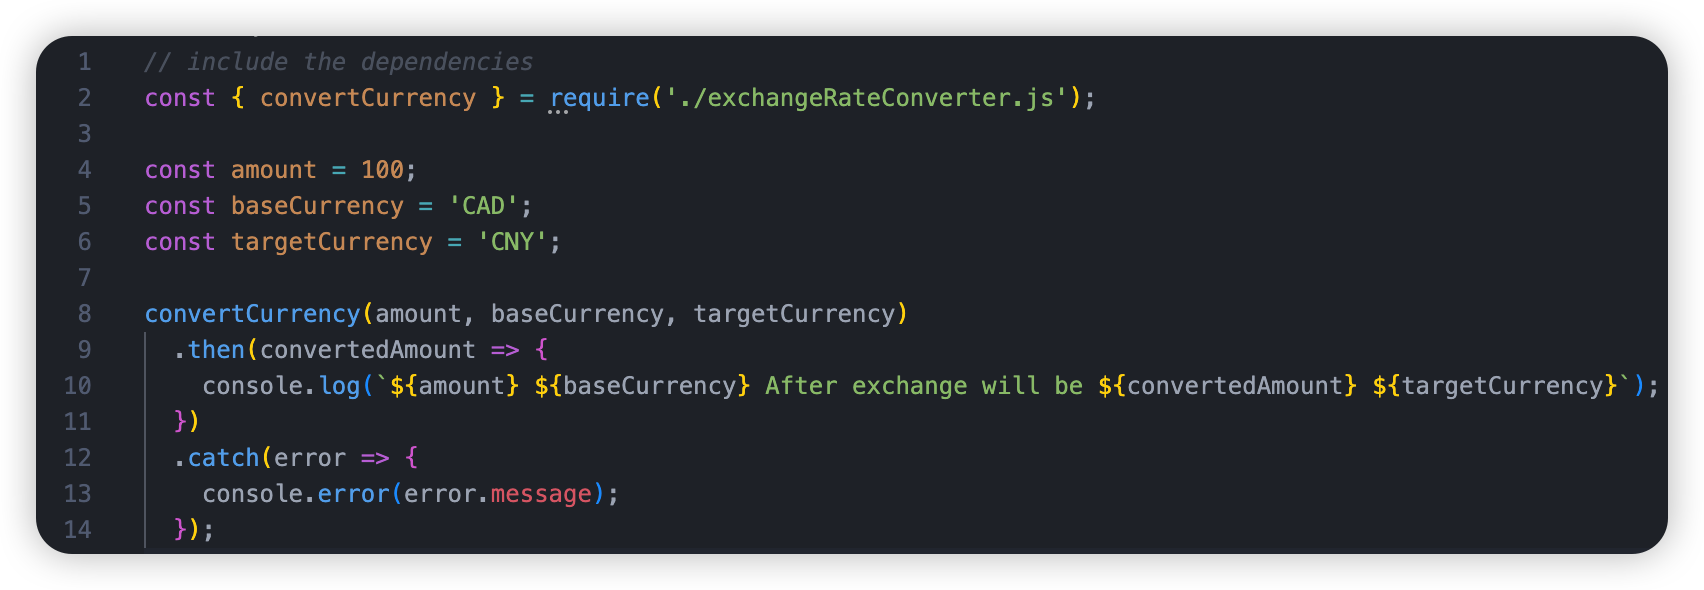 1 // include the dependencies
2 const { convertCurrency } = require('./exchangeRateConverter.js');
3
4 const amount = 100;
5 const baseCurrency = 'CAD';
6 const targetCurrency = 'CNY';
7
8 convertCurrency(amount, baseCurrency, targetCurrency)
9   .then(convertedAmount => {
10     console.log(`${amount} ${baseCurrency} After exchange will be ${convertedAmount} ${targetCurrency}`);
11   })
12   .catch(error => {
13     console.error(error.message);
14   });